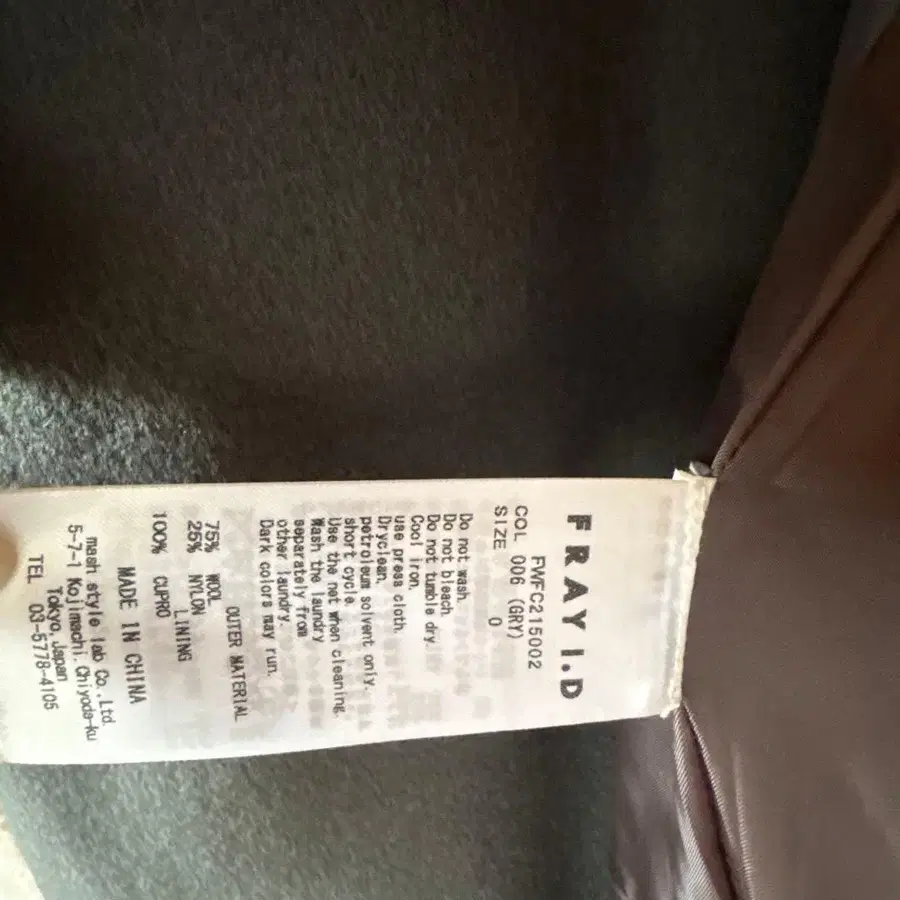 FRAY I.D
FWFC215002
COL 006 (GRY)
SIZE 0
Do not wash.
Do not bleach.
Do not tumble dry.
Cool iron.
use press cloth.
Dryclean,
petroleum solvent only.
short cycle.
Use the net when cleaning.
Wash the laundry
separately from
other laundry.
Dark colors may run.
OUTER MATERIAL
75% WOOL
25% NYLON
LINING
100% CUPRO
MADE IN CHINA
mash style lab Co.,Ltd.
5-7-1 Kojimachi, Chiyoda-ku
Tokyo, Japan
TEL 03-5778-4105